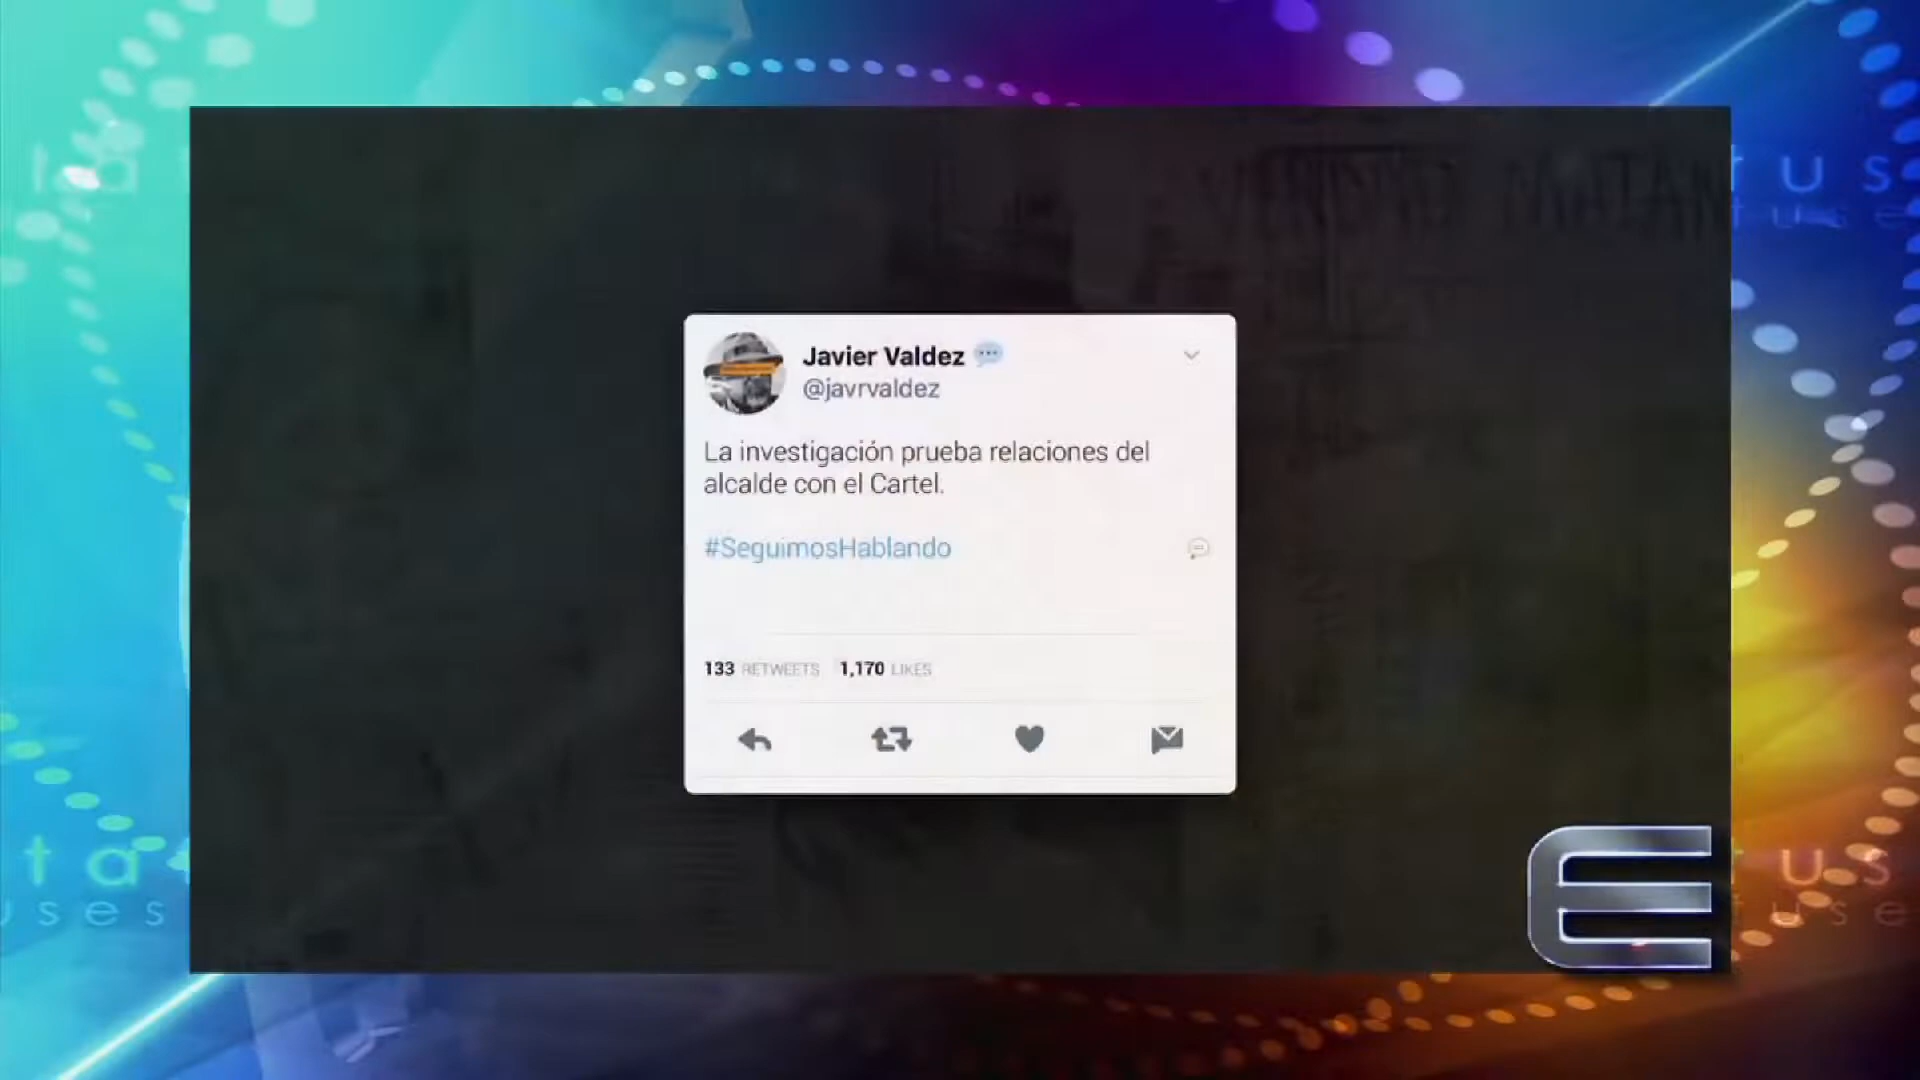 Javier Valdez
@javrvaldez
La investigación prueba relaciones del
alcalde con el Cartel.
#SeguimosHablando
133 RETWEETS 1,170 LIKES
E